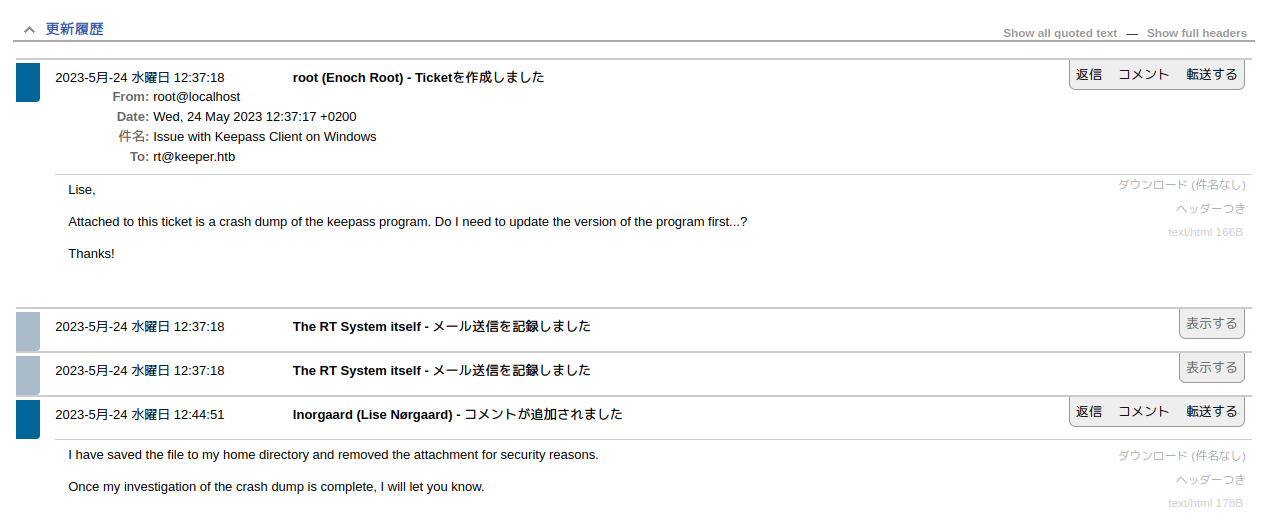 更新履歴
Show all quoted text — Show full headers
2023-5月-24 水曜日 12:37:18 root (Enoch Root) - Ticketを作成しました 返信 コメント 転送する
From: root@localhost
Date: Wed, 24 May 2023 12:37:17 +0200
件名: Issue with Keepass Client on Windows
To: rt@keeper.htb
ダウンロード (件名なし)
Lise,
ヘッダーつき
Attached to this ticket is a crash dump of the keepass program. Do I need to update the version of the program first...?
text/html 166B
Thanks!
2023-5月-24 水曜日 12:37:18 The RT System itself - メール送信を記録しました 表示する
2023-5月-24 水曜日 12:37:18 The RT System itself - メール送信を記録しました 表示する
2023-5月-24 水曜日 12:44:51 lnorgaard (Lise Nørgaard) - コメントが追加されました 返信 コメント 転送する
I have saved the file to my home directory and removed the attachment for security reasons.
ダウンロード (件名なし)
ヘッダーつき
Once my investigation of the crash dump is complete, I will let you know.
text/html 178B